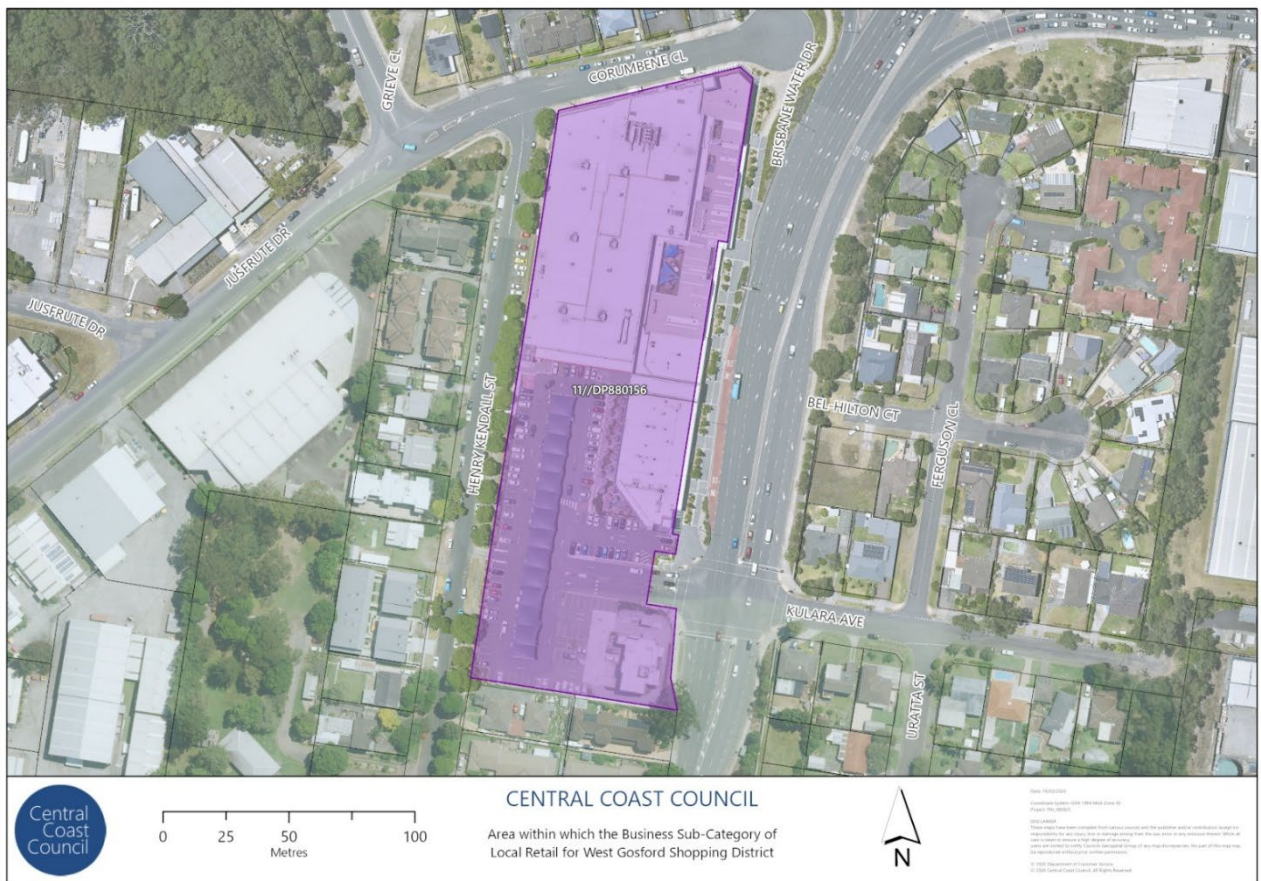 GRIEVE CL
CORUMBENE CL
BRISBANE WATER DR
JUSFRUTE DR
JUSFRUTE DR
HENRY KENDALL ST
11//DP880156
BEL-HILTON CT
FERGUSON CL
KULARA AVE
URATTA ST
Central
Coast
Council
0 25 50 100
Metres
CENTRAL COAST COUNCIL
Area within which the Business Sub-Category of
Local Retail for West Gosford Shopping District
N
DISCLAIMER